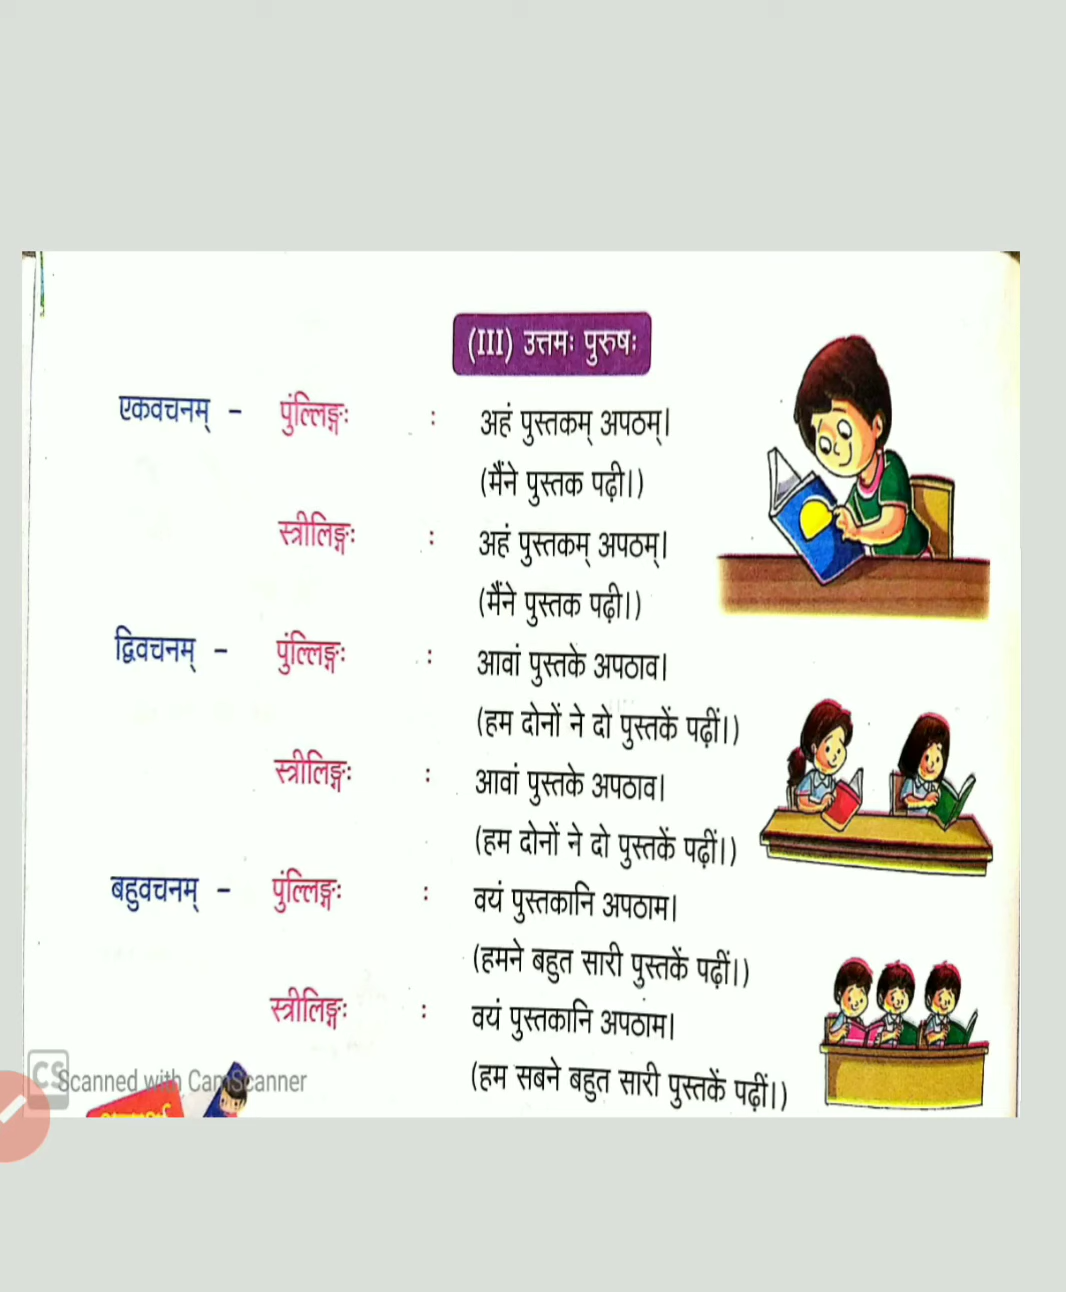 (III) उत्तमः पुरुषः
एकवचनम् – पुंल्लिङ्गः : अहं पुस्तकम् अपठम्।
(मैंने पुस्तक पढ़ी।)
स्त्रीलिङ्गः : अहं पुस्तकम् अपठम्।
(मैंने पुस्तक पढ़ी।)
द्विवचनम् – पुंल्लिङ्गः : आवां पुस्तके अपठाव।
(हम दोनों ने दो पुस्तकें पढ़ीं।)
स्त्रीलिङ्गः : आवां पुस्तके अपठाव।
(हम दोनों ने दो पुस्तकें पढ़ीं।)
बहुवचनम् – पुंल्लिङ्गः : वयं पुस्तकानि अपठाम।
(हमने बहुत सारी पुस्तकें पढ़ीं।)
स्त्रीलिङ्गः : वयं पुस्तकानि अपठाम।
(हम सबने बहुत सारी पुस्तकें पढ़ीं।)
CS Scanned with CamScanner